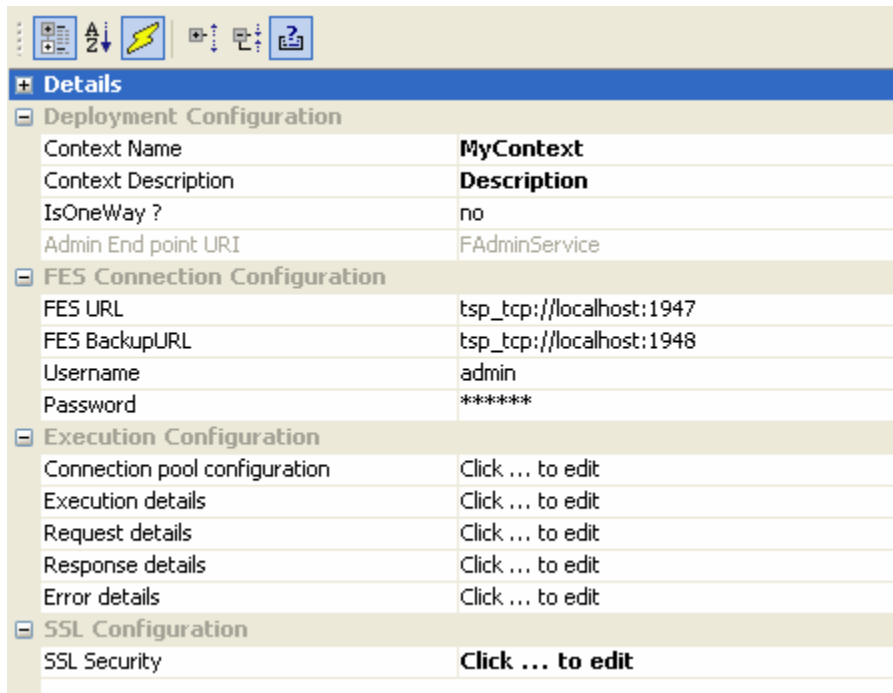 Details
Deployment Configuration
Context Name MyContext
Context Description Description
IsOneWay ? no
Admin End point URI FAdminService
FES Connection Configuration
FES URL tsp_tcp://localhost:1947
FES BackupURL tsp_tcp://localhost:1948
Username admin
Password ******
Execution Configuration
Connection pool configuration Click ... to edit
Execution details Click ... to edit
Request details Click ... to edit
Response details Click ... to edit
Error details Click ... to edit
SSL Configuration
SSL Security Click ... to edit